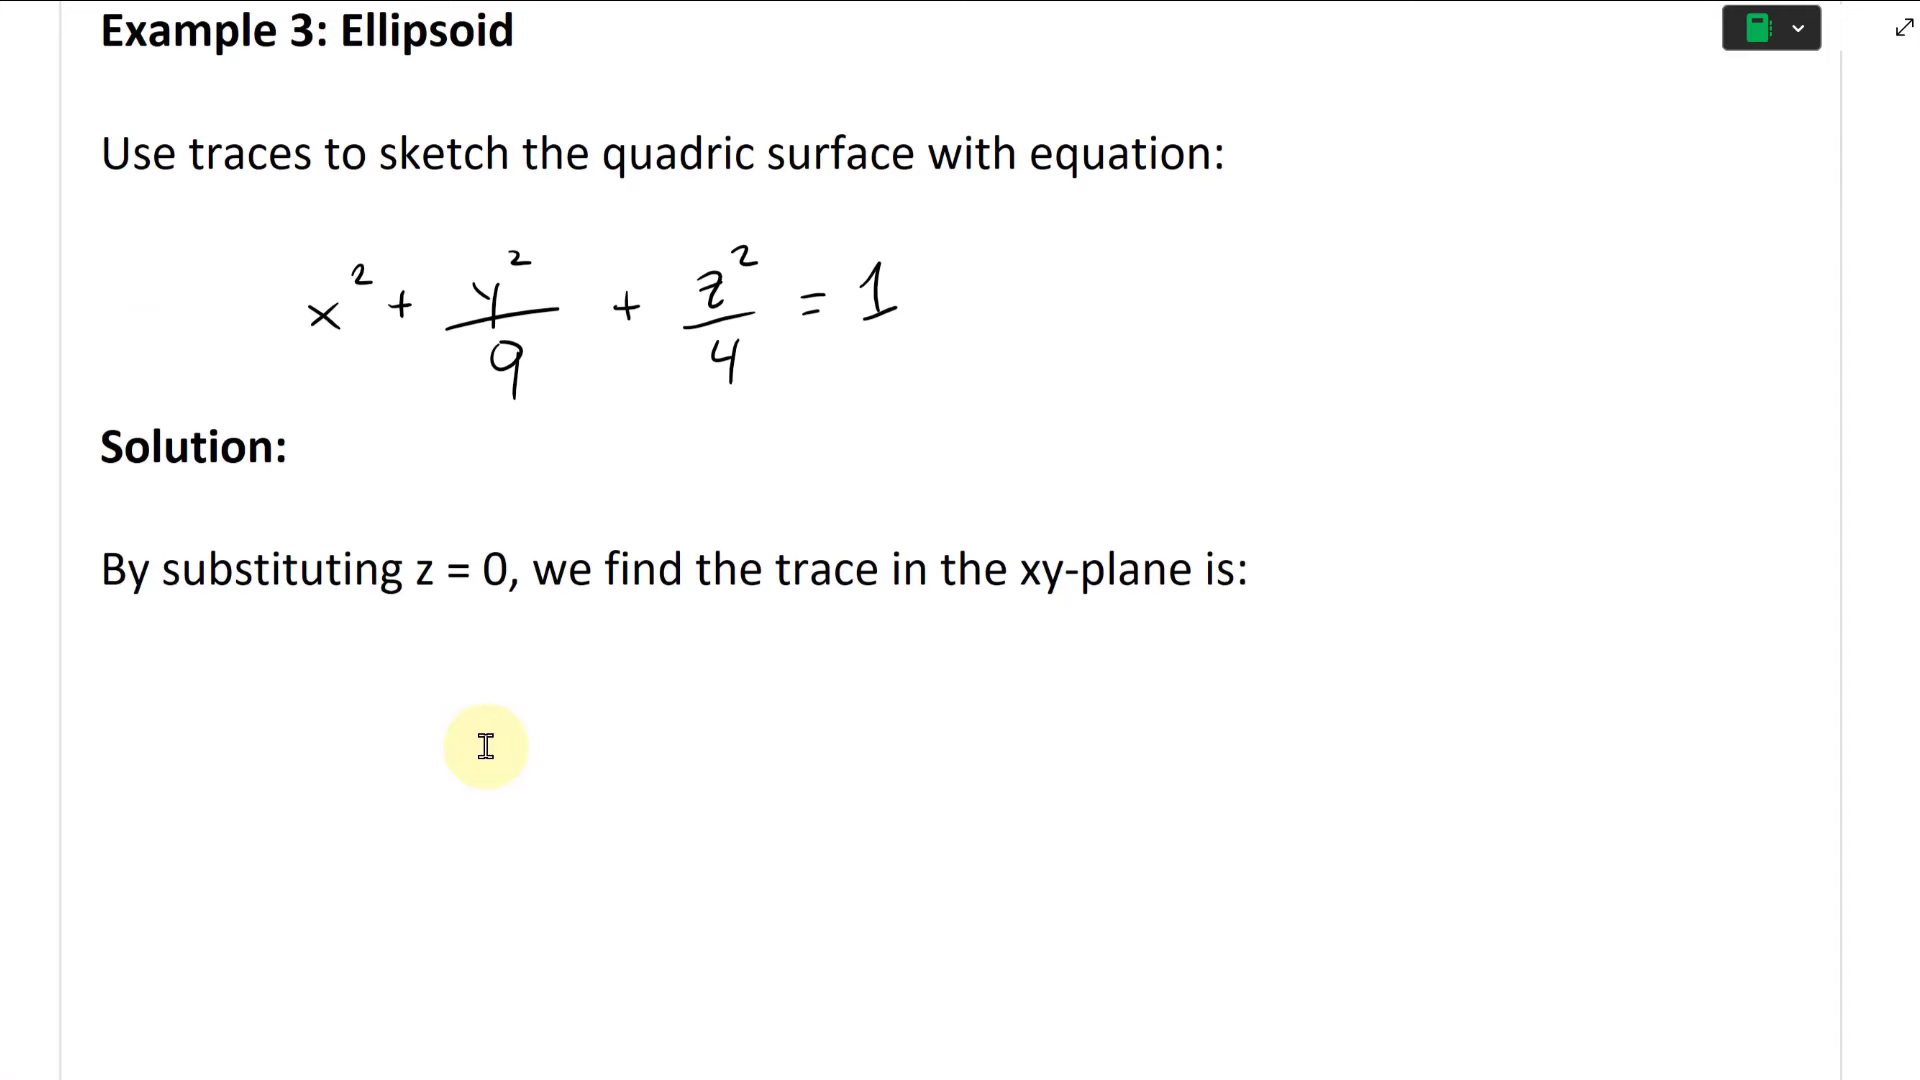 Example 3: Ellipsoid
Use traces to sketch the quadric surface with equation:
x² + y²/9 + z²/4 = 1
Solution:
By substituting z = 0, we find the trace in the xy-plane is: